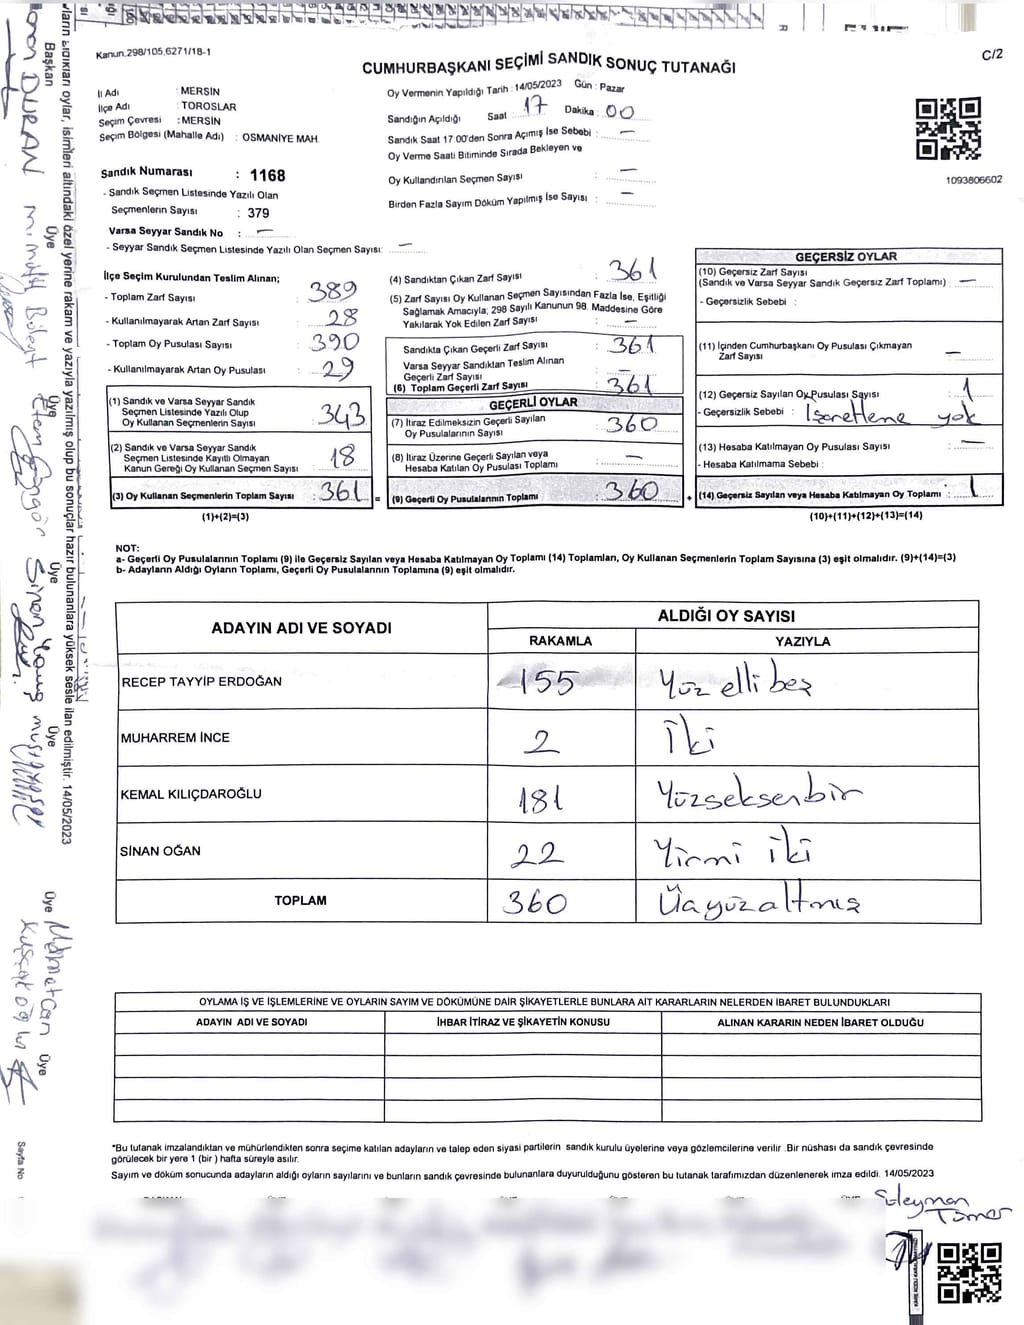 Kanun.298/105,6271/18-1
C/2
CUMHURBAŞKANI SEÇİMİ SANDIK SONUÇ TUTANAĞI
İl Adı : MERSİN
İlçe Adı : TOROSLAR
Seçim Çevresi : MERSİN
Seçim Bölgesi (Mahalle Adı) : OSMANİYE MAH.
Oy Vermenin Yapıldığı Tarih : 14/05/2023 Gün : Pazar
Sandığın Açıldığı Saat 17 Dakika : 00
Sandık Saat 17.00'den Sonra Açılmış İse Sebebi : —
Oy Verme Saati Bitiminde Sırada Bekleyen ve
Oy Kullandırılan Seçmen Sayısı : —
Birden Fazla Sayım Döküm Yapılmış İse Sayısı : —
1093806602
Sandık Numarası : 1168
- Sandık Seçmen Listesinde Yazılı Olan
Seçmenlerin Sayısı : 379
Varsa Seyyar Sandık No : —
- Seyyar Sandık Seçmen Listesinde Yazılı Olan Seçmen Sayısı: —
İlçe Seçim Kurulundan Teslim Alınan;
- Toplam Zarf Sayısı : 389
- Kullanılmayarak Artan Zarf Sayısı : 28
- Toplam Oy Pusulası Sayısı : 390
- Kullanılmayarak Artan Oy Pusulası : 29
(1) Sandık ve Varsa Seyyar Sandık
Seçmen Listesinde Yazılı Olup
Oy Kullanan Seçmenlerin Sayısı : 343
(2) Sandık ve Varsa Seyyar Sandık
Seçmen Listesinde Kayıtlı Olmayan
Kanun Gereği Oy Kullanan Seçmen Sayısı : 18
(3) Oy Kullanan Seçmenlerin Toplam Sayısı : 361 =
(1)+(2)=(3)
(4) Sandıktan Çıkan Zarf Sayısı : 361
(5) Zarf Sayısı Oy Kullanan Seçmen Sayısından Fazla İse, Eşitliği
Sağlamak Amacıyla; 298 Sayılı Kanunun 98. Maddesine Göre
Yakılarak Yok Edilen Zarf Sayısı : —
Sandıkta Çıkan Geçerli Zarf Sayısı : 361
Varsa Seyyar Sandıktan Teslim Alınan
Geçerli Zarf Sayısı : —
(6) Toplam Geçerli Zarf Sayısı : 361
GEÇERLİ OYLAR
(7) İtiraz Edilmeksizin Geçerli Sayılan
Oy Pusulalarının Sayısı : 360
(8) İtiraz Üzerine Geçerli Sayılan veya
Hesaba Katılan Oy Pusulası Toplamı : —
(9) Geçerli Oy Pusulalarının Toplamı : 360 +
GEÇERSİZ OYLAR
(10) Geçersiz Zarf Sayısı
(Sandık ve Varsa Seyyar Sandık Geçersiz Zarf Toplamı) : —
- Geçersizlik Sebebi :
(11) İçinden Cumhurbaşkanı Oy Pusulası Çıkmayan
Zarf Sayısı : —
(12) Geçersiz Sayılan Oy Pusulası Sayısı : 1
- Geçersizlik Sebebi : İşaretleme yok
(13) Hesaba Katılmayan Oy Pusulası Sayısı : —
- Hesaba Katılmama Sebebi :
(14) Geçersiz Sayılan veya Hesaba Katılmayan Oy Toplamı : 1
(10)+(11)+(12)+(13)=(14)
NOT:
a- Geçerli Oy Pusulalarının Toplamı (9) ile Geçersiz Sayılan veya Hesaba Katılmayan Oy Toplamı (14) Toplamları, Oy Kullanan Seçmenlerin Toplam Sayısına (3) eşit olmalıdır. (9)+(14)=(3)
b- Adayların Aldığı Oyların Toplamı, Geçerli Oy Pusulalarının Toplamına (9) eşit olmalıdır.
ADAYIN ADI VE SOYADI ALDIĞI OY SAYISI
RAKAMLA YAZIYLA
RECEP TAYYİP ERDOĞAN 155 Yüz elli beş
MUHARREM İNCE 2 İki
KEMAL KILIÇDAROĞLU 181 Yüzseksenbir
SİNAN OĞAN 22 Yirmi iki
TOPLAM 360 Üçyüzaltmış
OYLAMA İŞ VE İŞLEMLERİNE VE OYLARIN SAYIM VE DÖKÜMÜNE DAİR ŞİKAYETLERLE BUNLARA AİT KARARLARIN NELERDEN İBARET BULUNDUKLARI
ADAYIN ADI VE SOYADI İHBAR İTİRAZ VE ŞİKAYETİN KONUSU ALINAN KARARIN NEDEN İBARET OLDUĞU
*Bu tutanak imzalandıktan ve mühürlendikten sonra seçime katılan adayların ve talep eden siyasi partilerin sandık kurulu üyelerine veya gözlemcilerine verilir .Bir nüshası da sandık çevresinde
görülecek bir yere 1 (bir ) hafta süreyle asılır.
Sayım ve döküm sonucunda adayların aldığı oyların sayılarını ve bunların sandık çevresinde bulunanlara duyurulduğunu gösteren bu tutanak tarafımızdan düzenlenerek imza edildi. 14/05/2023
Süleyman
Tümer
ların aldıkları oylar, isimleri altındaki özel yerine rakam ve yazıyla yazılmış olup bu sonuçlar hazır bulunanlara yüksek sesle ilan edilmiştir. 14/05/2023
Başkan Üye Üye Üye Üye Üye Üye
DURAN
Sinan
Mehmetcan
Sayfa No